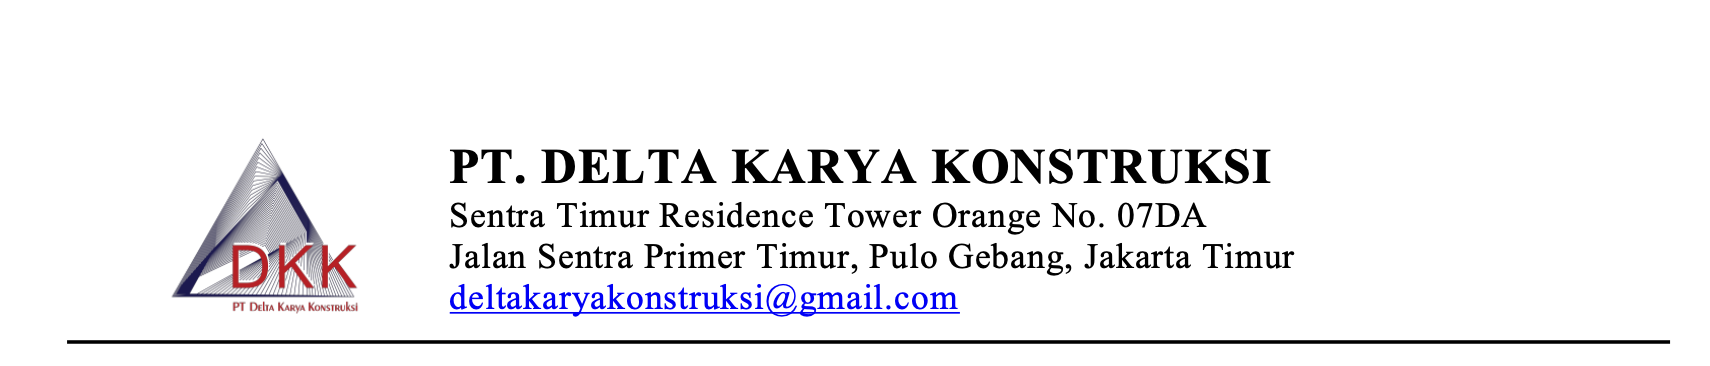 DKK
PT Delta Karya Konstruksi
PT. DELTA KARYA KONSTRUKSI
Sentra Timur Residence Tower Orange No. 07DA
Jalan Sentra Primer Timur, Pulo Gebang, Jakarta Timur
deltakaryakonstruksi@gmail.com